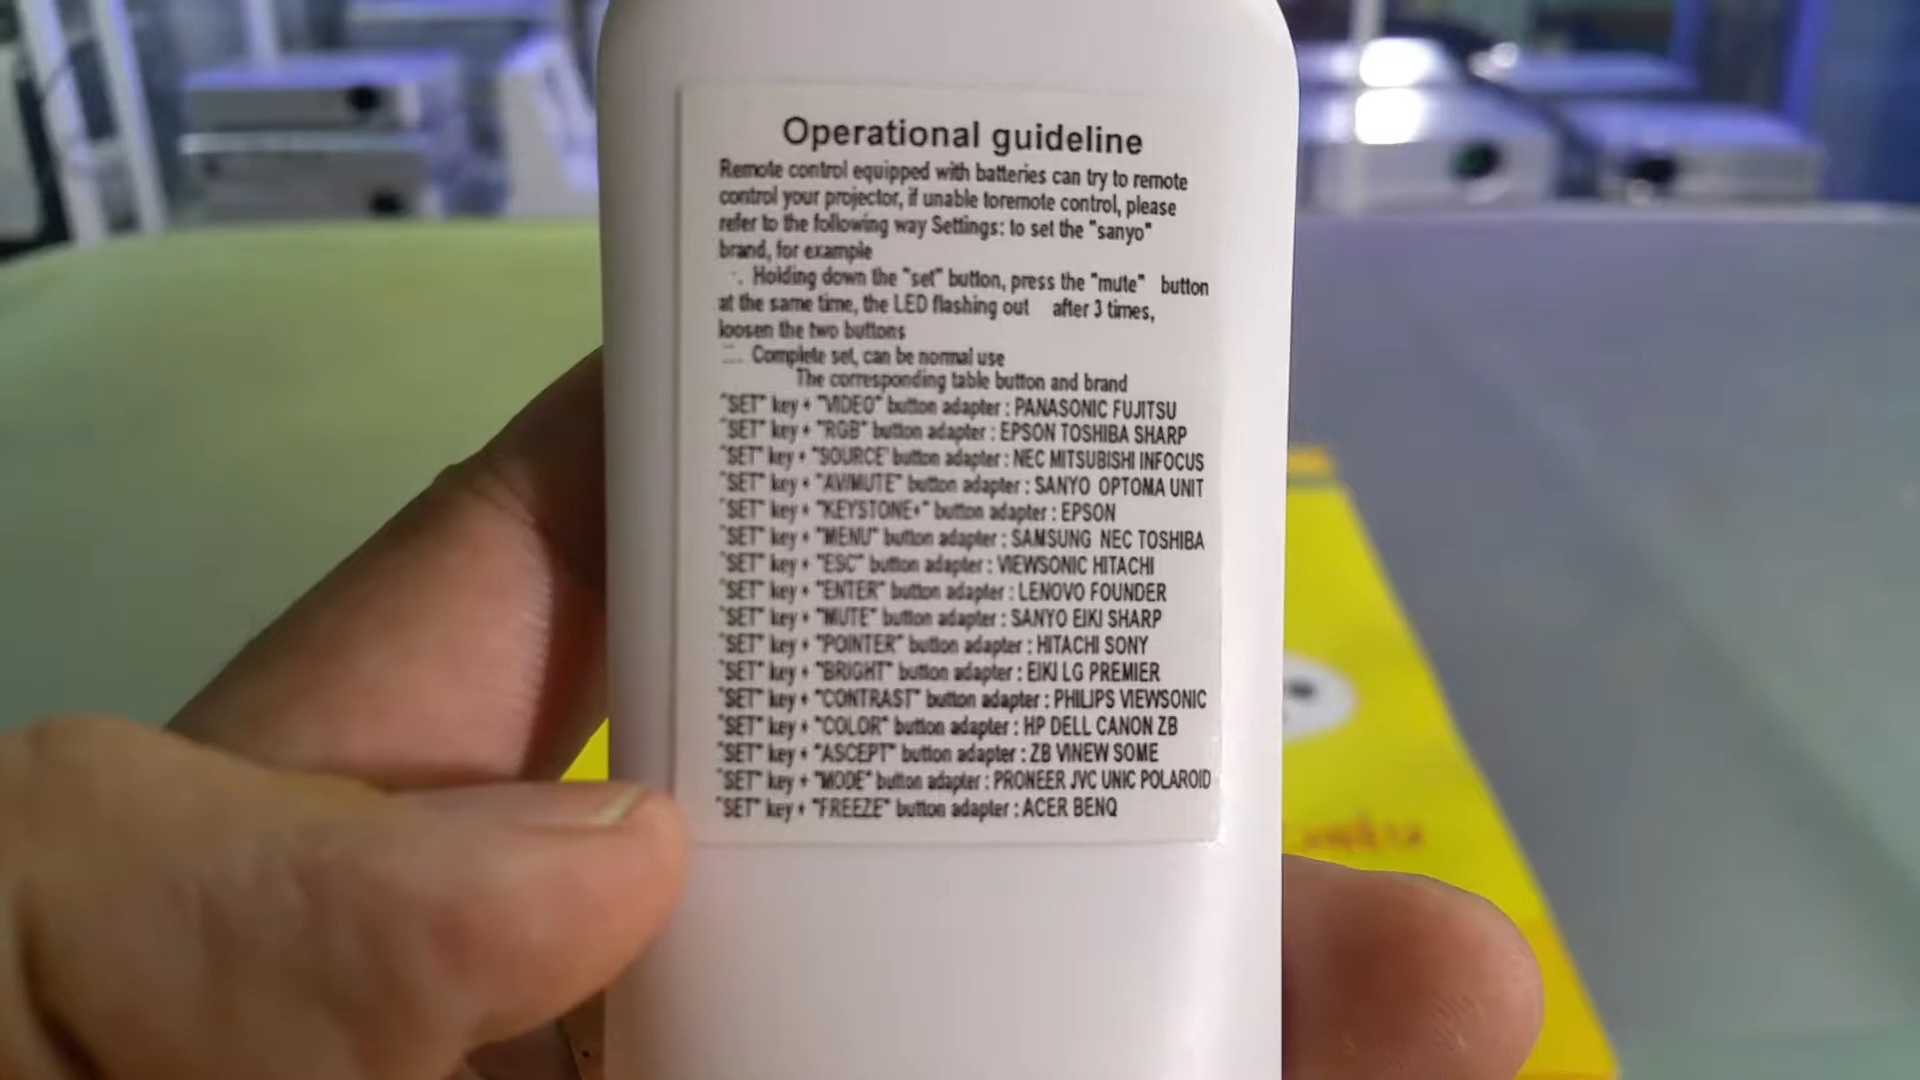 Operational guideline
Remote control equipped with batteries can try to remote
control your projector, if unable toremote control, please
refer to the following way Settings: to set the "sanyo"
brand, for example
Holding down the "set" button, press the "mute" button
at the same time, the LED flashing out after 3 times,
loosen the two buttons
Complete set, can be normal use
The corresponding table button and brand
"SET" key + "VIDEO" button adapter : PANASONIC FUJITSU
"SET" key + "RGB" button adapter : EPSON TOSHIBA SHARP
"SET" key + "SOURCE" button adapter : NEC MITSUBISHI INFOCUS
"SET" key + "AV/MUTE" button adapter : SANYO OPTOMA UNIT
"SET" key + "KEYSTONE+" button adapter : EPSON
"SET" key + "MENU" button adapter : SAMSUNG NEC TOSHIBA
"SET" key + "ESC" button adapter : VIEWSONIC HITACHI
"SET" key + "ENTER" button adapter : LENOVO FOUNDER
"SET" key + "MUTE" button adapter : SANYO EIKI SHARP
"SET" key + "POINTER" button adapter : HITACHI SONY
"SET" key + "BRIGHT" button adapter : EIKI LG PREMIER
"SET" key + "CONTRAST" button adapter : PHILIPS VIEWSONIC
"SET" key + "COLOR" button adapter : HP DELL CANON ZB
"SET" key + "ASCEPT" button adapter : ZB VINEW SOME
"SET" key + "MODE" button adapter : PRONEER JVC UNIC POLAROID
"SET" key + "FREEZE" button adapter : ACER BENQ